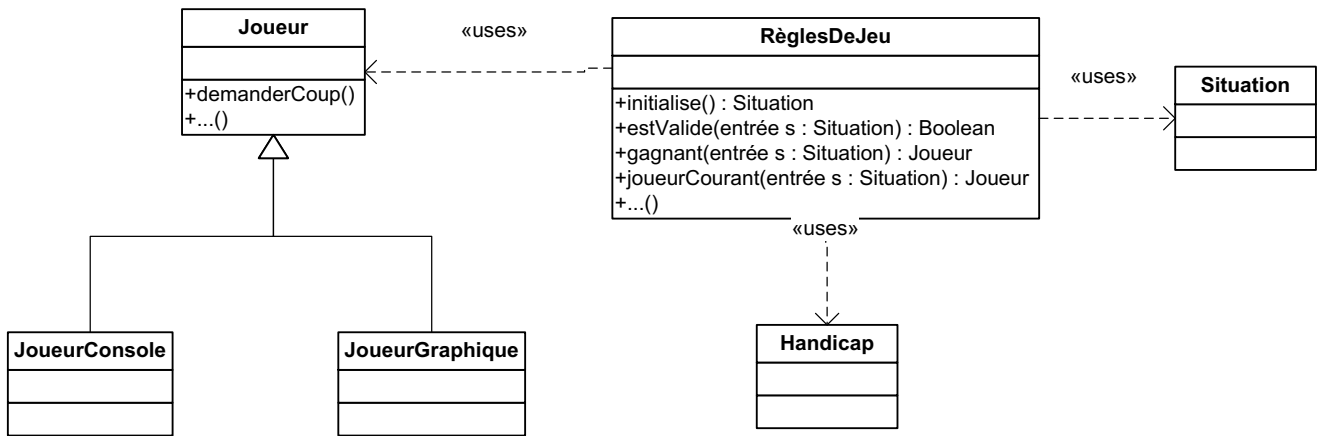 Joueur
+demanderCoup()
+...()
«uses»
RèglesDeJeu
+initialise() : Situation
+estValide(entrée s : Situation) : Boolean
+gagnant(entrée s : Situation) : Joueur
+joueurCourant(entrée s : Situation) : Joueur
+...()
«uses»
Situation
«uses»
JoueurConsole
JoueurGraphique
Handicap